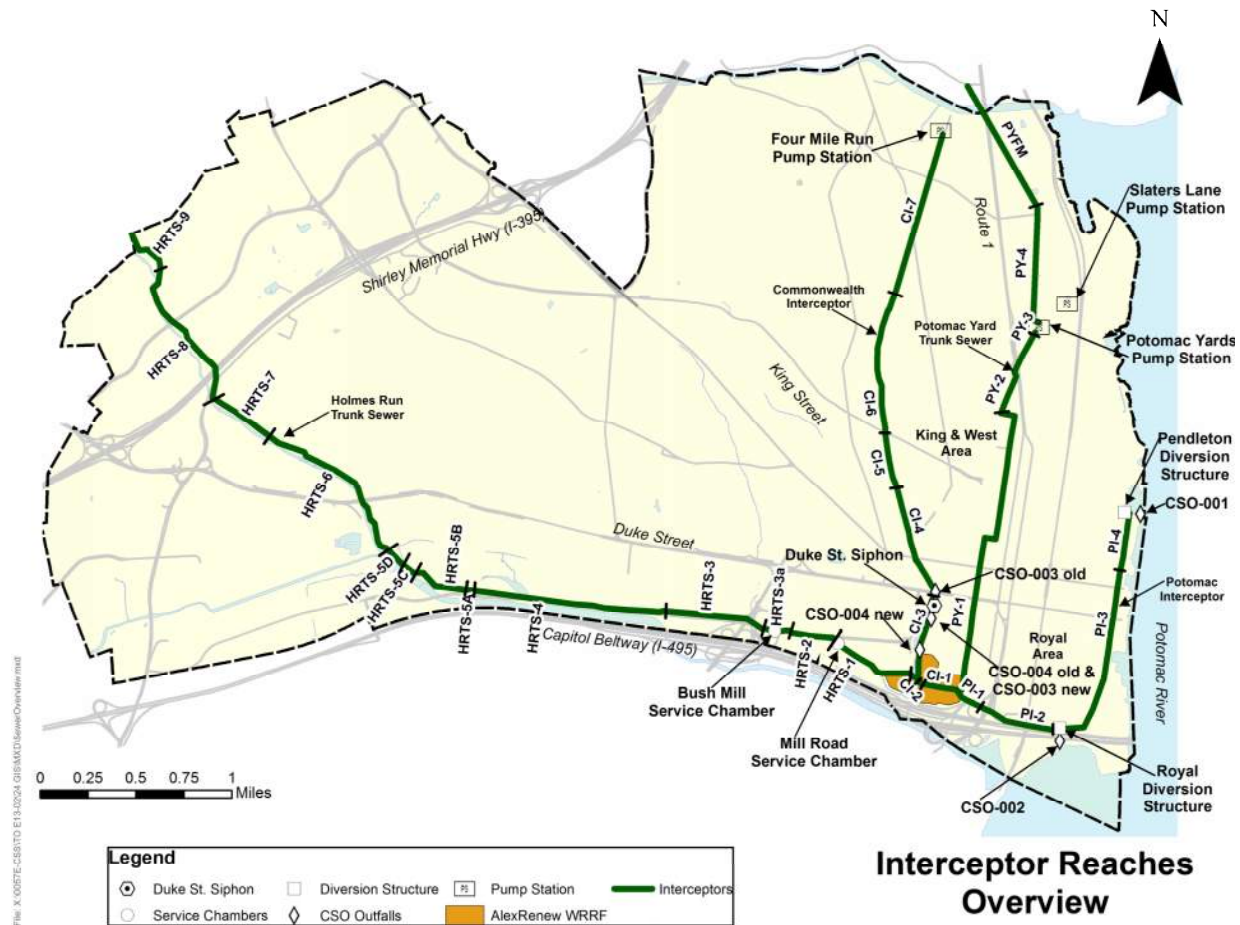 N
Four Mile Run
Pump Station
PYFM
Slaters Lane
Pump Station
HRTS-9
CI-7
Route 1
Shirley Memorial Hwy (I-395)
PY-4
Commonwealth
Interceptor
Potomac Yard
Trunk Sewer
PY-3
PS
Potomac Yards
Pump Station
HRTS-8
HRTS-7
Holmes Run
Trunk Sewer
King Street
PY-2
CI-6
King & West
Area
Pendleton
Diversion
Structure
CI-5
HRTS-6
CSO-001
CI-4
Duke Street
PI-4
HRTS-5D
HRTS-5C
HRTS-5B
HRTS-5A
HRTS-4
HRTS-3
HRTS-3a
Duke St. Siphon
CSO-003 old
Potomac
Interceptor
CSO-004 new
CI-3
PY-1
PI-3
Royal
Area
CSO-004 old &
CSO-003 new
Potomac River
Capitol Beltway (I-495)
HRTS-2
HRTS-1
CI-2
CI-1
PI-1
PI-2
Bush Mill
Service Chamber
Mill Road
Service Chamber
CSO-002
Royal
Diversion
Structure
0 0.25 0.5 0.75 1
Miles
Legend
Duke St. Siphon
Diversion Structure
PS Pump Station
Interceptors
Service Chambers
CSO Outfalls
AlexRenew WRRF
Interceptor Reaches
Overview